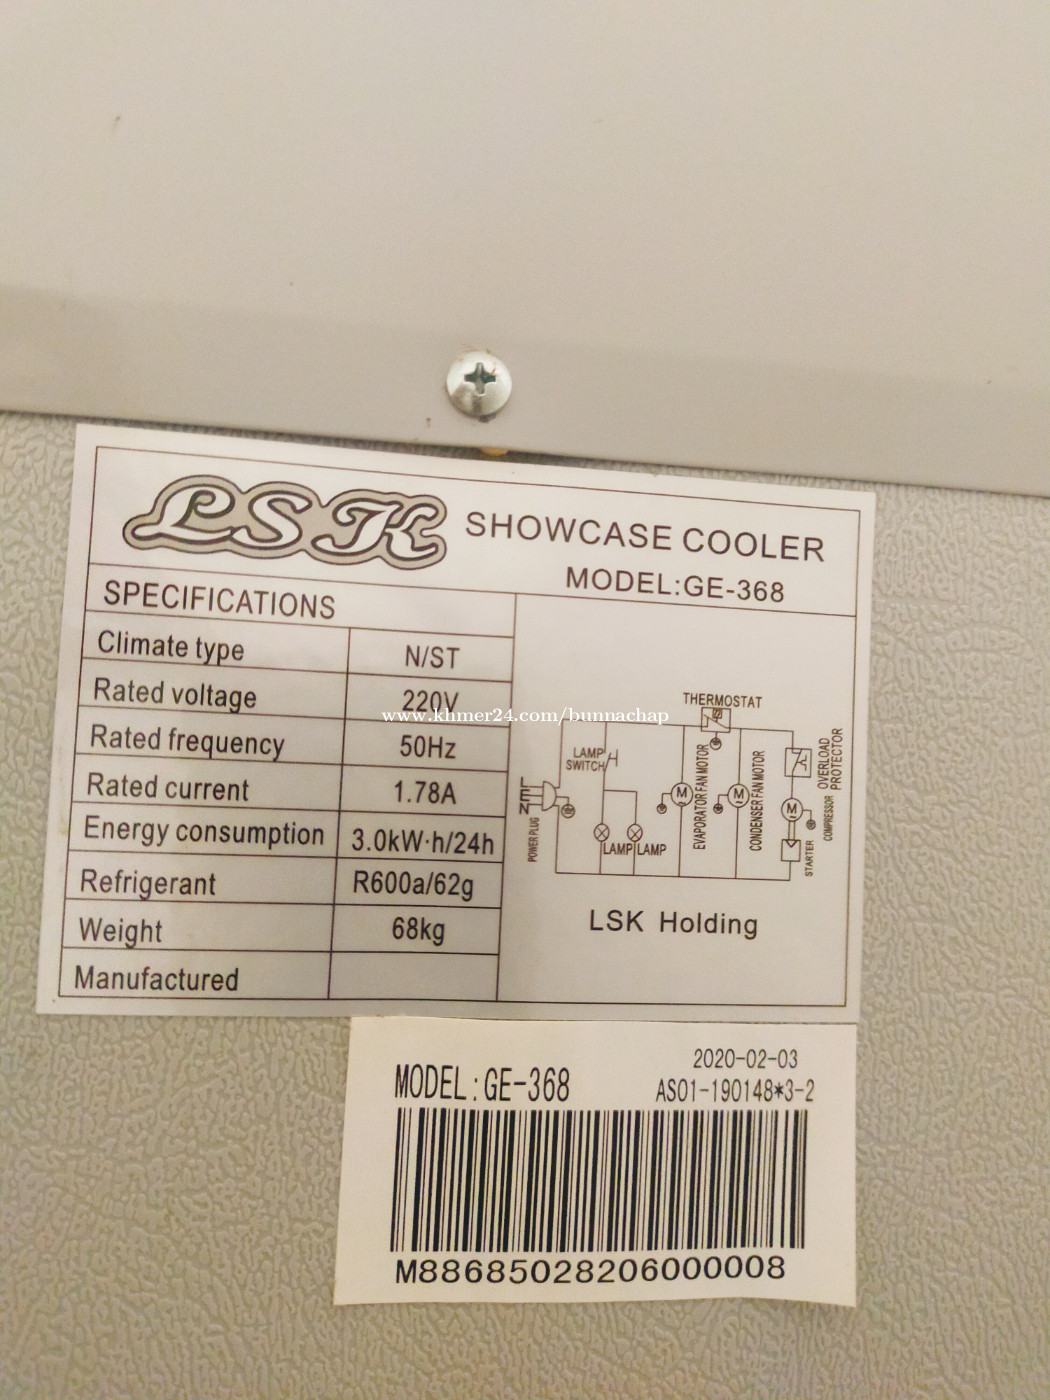 LSK SHOWCASE COOLER
MODEL:GE-368
SPECIFICATIONS
Climate type N/ST
Rated voltage 220V
Rated frequency 50Hz
Rated current 1.78A
Energy consumption 3.0kW·h/24h
Refrigerant R600a/62g
Weight 68kg
Manufactured
www.khmer24.com/bunnachap
THERMOSTAT
LAMP
SWITCH
L
E
N
POWER PLUG
LAMP LAMP
M
EVAPORATOR FAN MOTOR
M
CONDENSER FAN MOTOR
OVERLOAD
PROTECTOR
M
COMPRESSOR
STARTER
LSK Holding
2020-02-03
MODEL:GE-368 AS01-190148*3-2
M88685028206000008